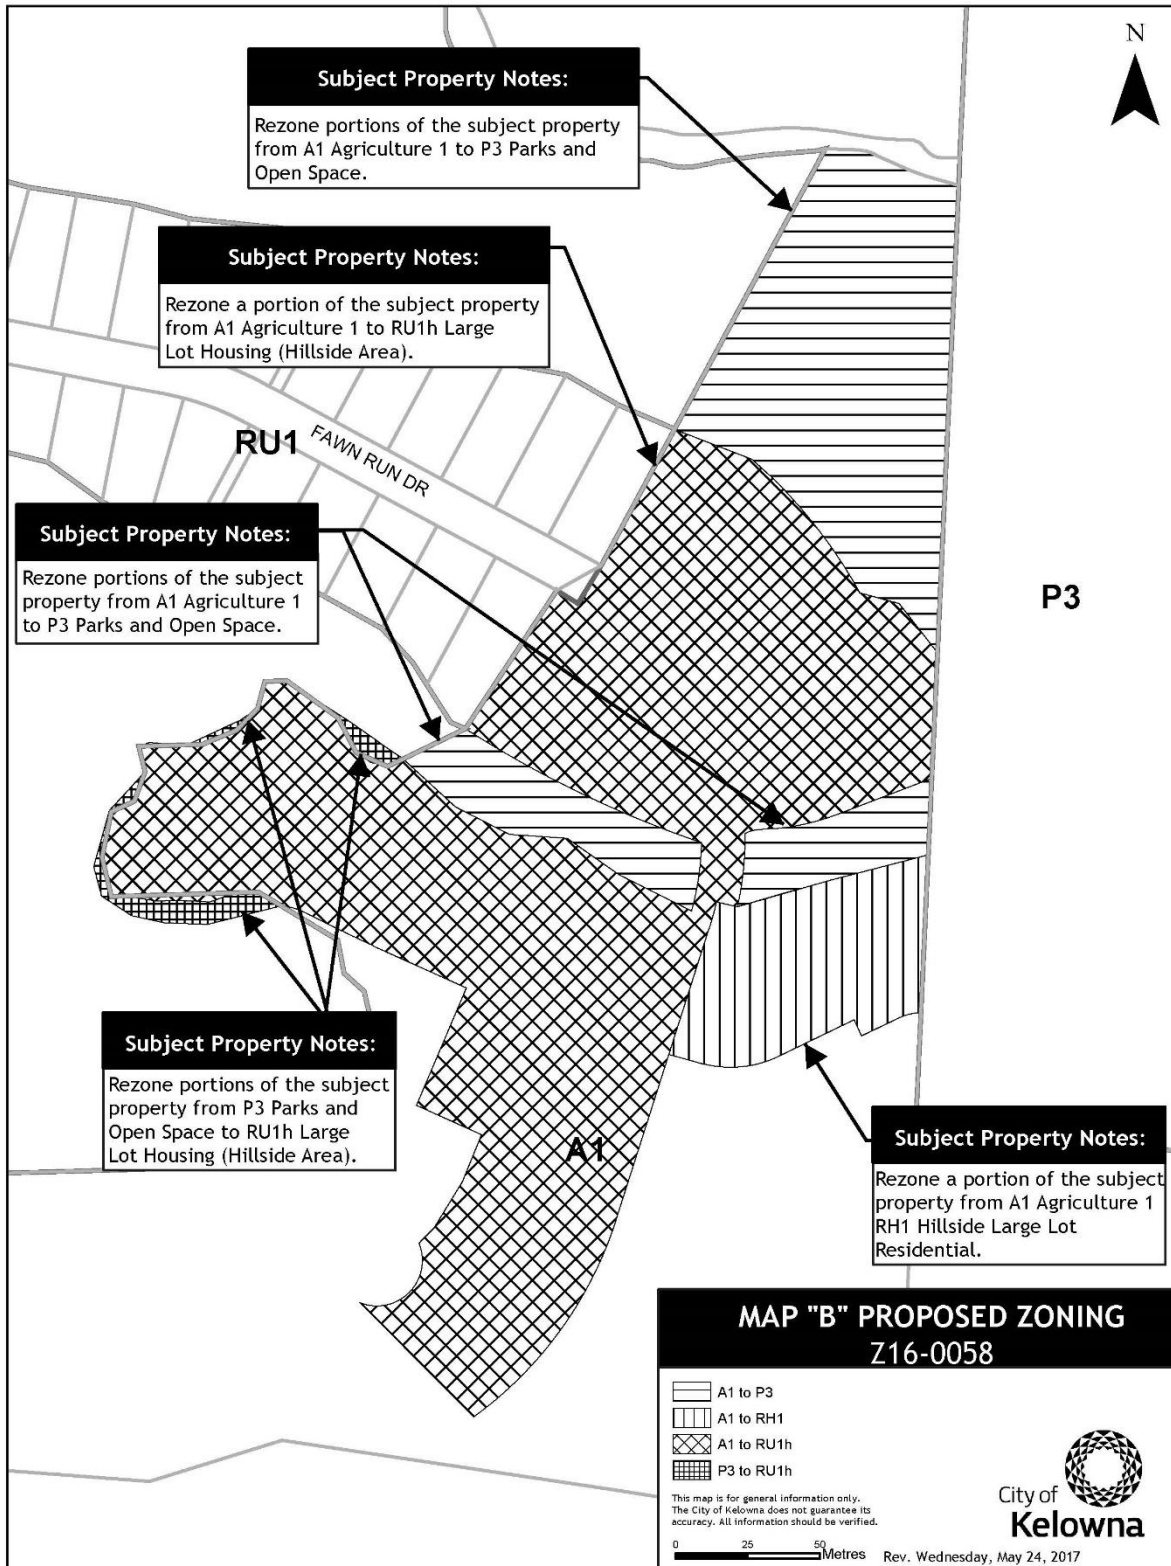 N
Subject Property Notes:
Rezone portions of the subject property
from A1 Agriculture 1 to P3 Parks and
Open Space.
Subject Property Notes:
Rezone a portion of the subject property
from A1 Agriculture 1 to RU1h Large
Lot Housing (Hillside Area).
RU1
FAWN RUN DR
Subject Property Notes:
Rezone portions of the subject
property from A1 Agriculture 1
to P3 Parks and Open Space.
P3
Subject Property Notes:
Rezone portions of the subject
property from P3 Parks and
Open Space to RU1h Large
Lot Housing (Hillside Area).
A1
Subject Property Notes:
Rezone a portion of the subject
property from A1 Agriculture 1
RH1 Hillside Large Lot
Residential.
MAP "B" PROPOSED ZONING
Z16-0058
A1 to P3
A1 to RH1
A1 to RU1h
P3 to RU1h
This map is for general information only.
The City of Kelowna does not guarantee its
accuracy. All information should be verified.
0 25 50 Metres
City of
Kelowna
Rev. Wednesday, May 24, 2017